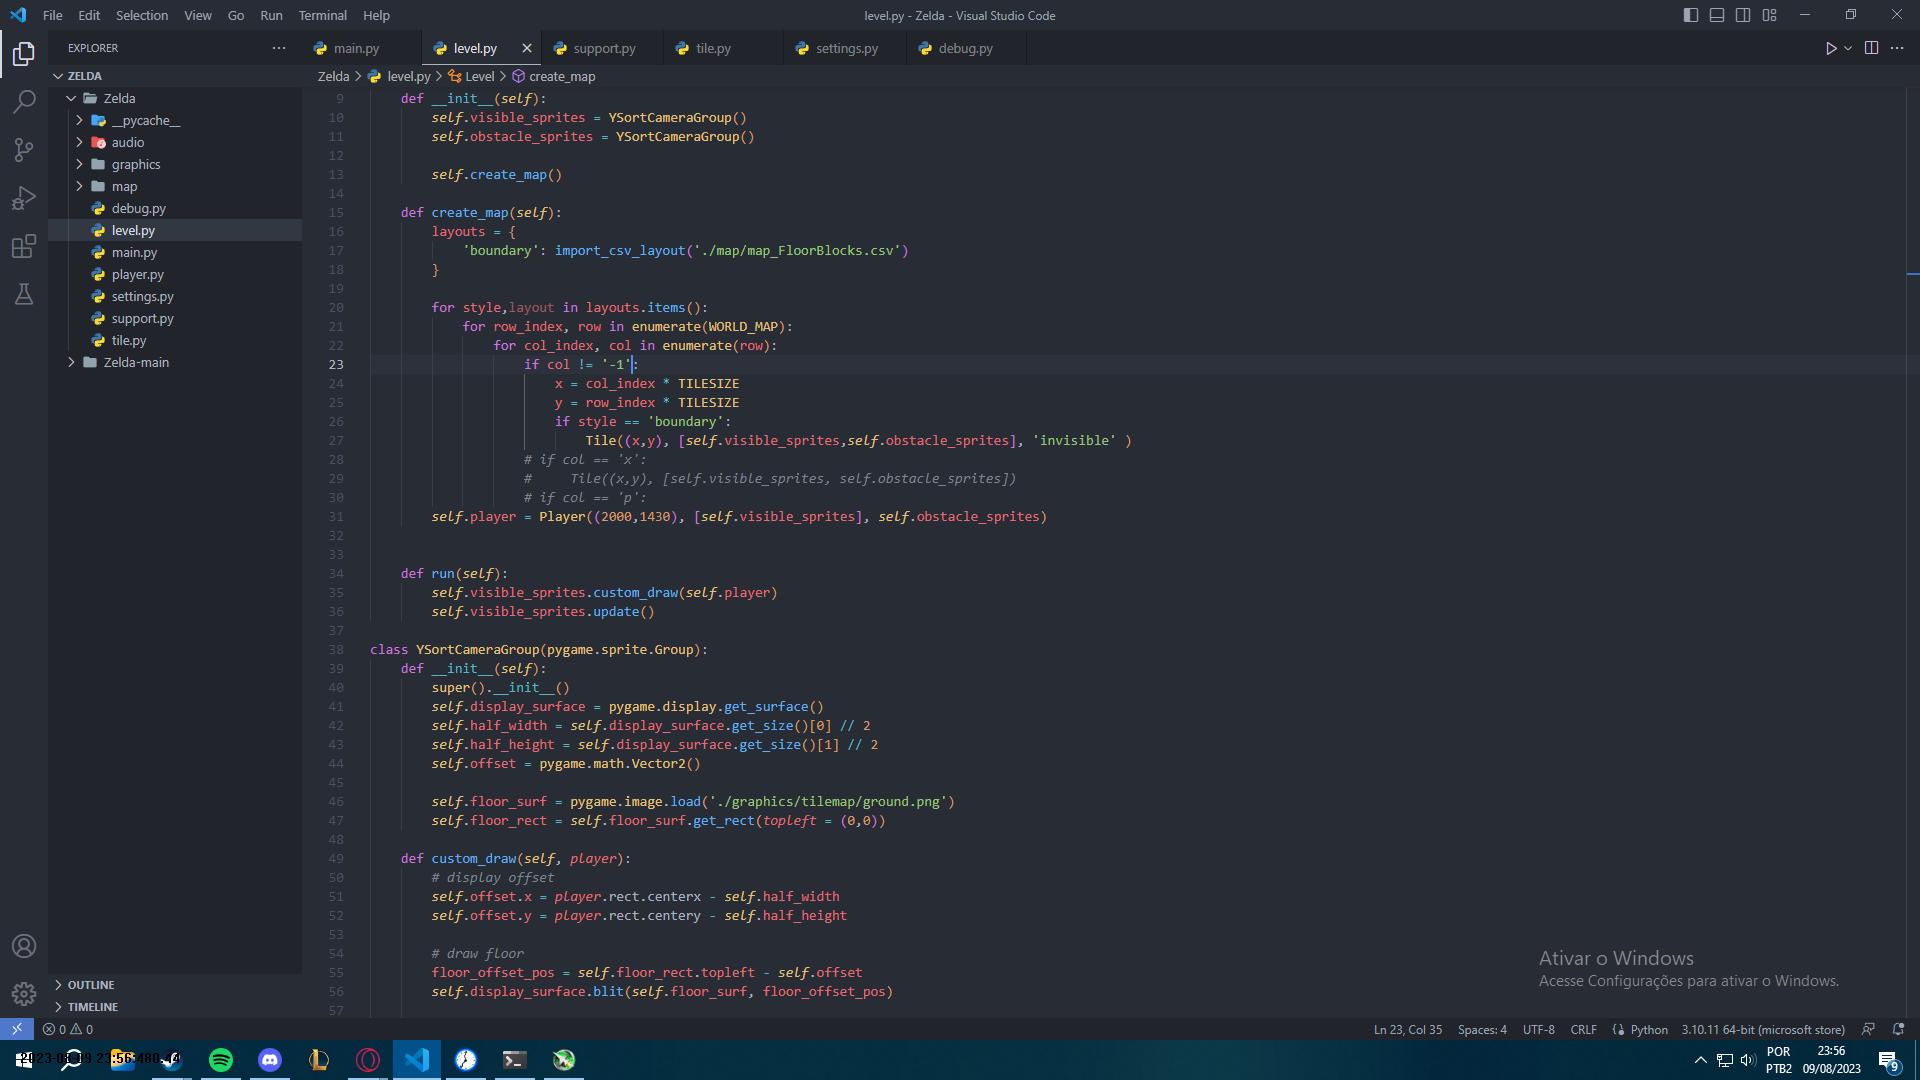 File Edit Selection View Go Run Terminal Help
level.py - Zelda - Visual Studio Code
EXPLORER
main.py level.py support.py tile.py settings.py debug.py
ZELDA
Zelda
__pycache__
audio
graphics
map
debug.py
level.py
main.py
player.py
settings.py
support.py
tile.py
Zelda-main
OUTLINE
TIMELINE
Zelda > level.py > Level > create_map
9 def __init__(self):
10 self.visible_sprites = YSortCameraGroup()
11 self.obstacle_sprites = YSortCameraGroup()
12
13 self.create_map()
14
15 def create_map(self):
16 layouts = {
17 'boundary': import_csv_layout('./map/map_FloorBlocks.csv')
18 }
19
20 for style,layout in layouts.items():
21 for row_index, row in enumerate(WORLD_MAP):
22 for col_index, col in enumerate(row):
23 if col != '-1':
24 x = col_index * TILESIZE
25 y = row_index * TILESIZE
26 if style == 'boundary':
27 Tile((x,y), [self.visible_sprites,self.obstacle_sprites], 'invisible' )
28 # if col == 'x':
29 #     Tile((x,y), [self.visible_sprites, self.obstacle_sprites])
30 # if col == 'p':
31 self.player = Player((2000,1430), [self.visible_sprites], self.obstacle_sprites)
32
33
34 def run(self):
35 self.visible_sprites.custom_draw(self.player)
36 self.visible_sprites.update()
37
38 class YSortCameraGroup(pygame.sprite.Group):
39 def __init__(self):
40 super().__init__()
41 self.display_surface = pygame.display.get_surface()
42 self.half_width = self.display_surface.get_size()[0] // 2
43 self.half_height = self.display_surface.get_size()[1] // 2
44 self.offset = pygame.math.Vector2()
45
46 self.floor_surf = pygame.image.load('./graphics/tilemap/ground.png')
47 self.floor_rect = self.floor_surf.get_rect(topleft = (0,0))
48
49 def custom_draw(self, player):
50 # display offset
51 self.offset.x = player.rect.centerx - self.half_width
52 self.offset.y = player.rect.centery - self.half_height
53
54 # draw floor
55 floor_offset_pos = self.floor_rect.topleft - self.offset
56 self.display_surface.blit(self.floor_surf, floor_offset_pos)
57
Ativar o Windows
Acesse Configurações para ativar o Windows.
0 0
Ln 23, Col 35 Spaces: 4 UTF-8 CRLF Python 3.10.11 64-bit (microsoft store)
POR
PTB2
23:56
09/08/2023
9